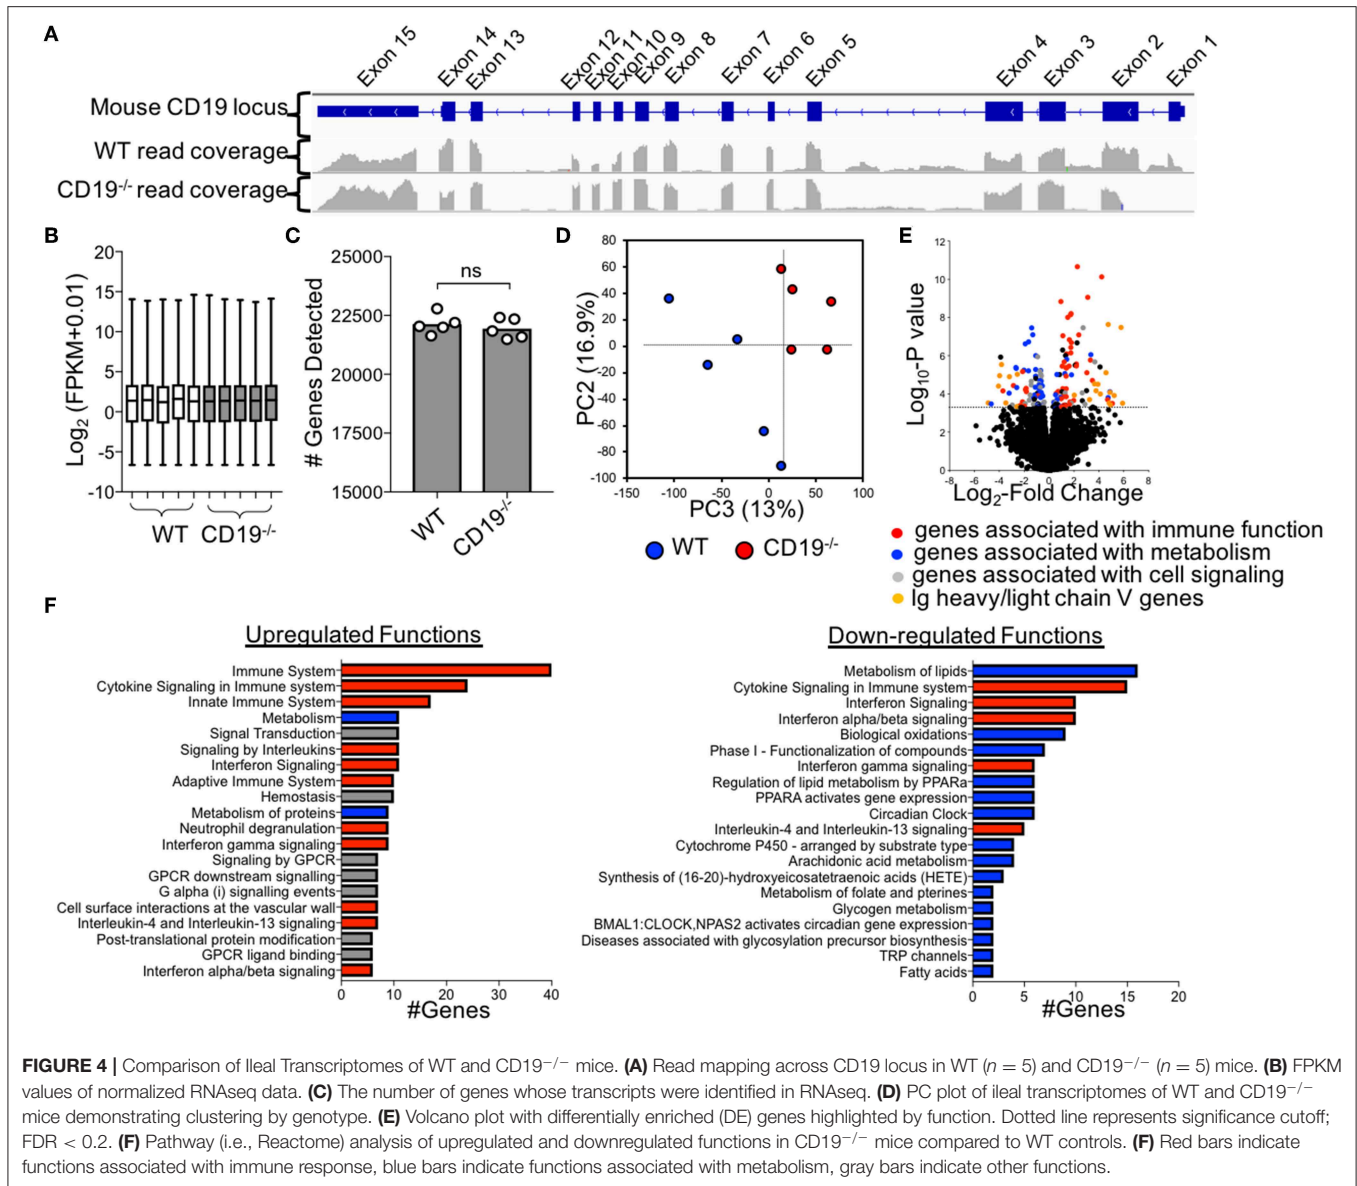 A
Exon 15
Exon 14
Exon 13
Exon 12
Exon 11
Exon 10
Exon 9
Exon 8
Exon 7
Exon 6
Exon 5
Exon 4
Exon 3
Exon 2
Exon 1
Mouse CD19 locus
WT read coverage
CD19-/- read coverage
B
Log2 (FPKM+0.01)
20
15
10
5
0
-5
-10
WT
CD19-/-
C
# Genes Detected
25000
22500
20000
17500
15000
ns
WT
CD19-/-
D
PC2 (16.9%)
80
60
40
20
0
-20
-40
-60
-80
-100
-150
-100
-50
0
50
100
PC3 (13%)
WT
CD19-/-
E
Log10-P value
12
10
8
6
4
2
0
-8
-6
-4
-2
0
2
4
6
8
Log2-Fold Change
genes associated with immune function
genes associated with metabolism
genes associated with cell signaling
Ig heavy/light chain V genes
F
Upregulated Functions
Immune System
Cytokine Signaling in Immune system
Innate Immune System
Metabolism
Signal Transduction
Signaling by Interleukins
Interferon Signaling
Adaptive Immune System
Hemostasis
Metabolism of proteins
Neutrophil degranulation
Interferon gamma signaling
Signaling by GPCR
GPCR downstream signalling
G alpha (i) signalling events
Cell surface interactions at the vascular wall
Interleukin-4 and Interleukin-13 signaling
Post-translational protein modification
GPCR ligand binding
Interferon alpha/beta signaling
0
10
20
30
40
#Genes
Down-regulated Functions
Metabolism of lipids
Cytokine Signaling in Immune system
Interferon Signaling
Interferon alpha/beta signaling
Biological oxidations
Phase I - Functionalization of compounds
Interferon gamma signaling
Regulation of lipid metabolism by PPARa
PPARA activates gene expression
Circadian Clock
Interleukin-4 and Interleukin-13 signaling
Cytochrome P450 - arranged by substrate type
Arachidonic acid metabolism
Synthesis of (16-20)-hydroxyeicosatetraenoic acids (HETE)
Metabolism of folate and pterines
Glycogen metabolism
BMAL1:CLOCK,NPAS2 activates circadian gene expression
Diseases associated with glycosylation precursor biosynthesis
TRP channels
Fatty acids
0
5
10
15
20
#Genes
FIGURE 4 | Comparison of Ileal Transcriptomes of WT and CD19−/− mice. (A) Read mapping across CD19 locus in WT (n = 5) and CD19−/− (n = 5) mice. (B) FPKM
values of normalized RNAseq data. (C) The number of genes whose transcripts were identified in RNAseq. (D) PC plot of ileal transcriptomes of WT and CD19−/−
mice demonstrating clustering by genotype. (E) Volcano plot with differentially enriched (DE) genes highlighted by function. Dotted line represents significance cutoff;
FDR < 0.2. (F) Pathway (i.e., Reactome) analysis of upregulated and downregulated functions in CD19−/− mice compared to WT controls. (F) Red bars indicate
functions associated with immune response, blue bars indicate functions associated with metabolism, gray bars indicate other functions.